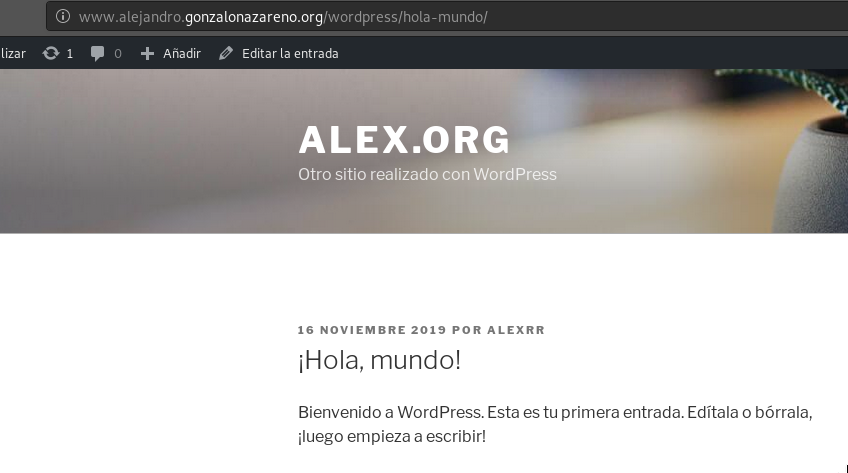 www.alejandro.gonzalonazareno.org/wordpress/hola-mundo/
lizar 1 0 Añadir Editar la entrada
ALEX.ORG
Otro sitio realizado con WordPress
16 NOVIEMBRE 2019 POR ALEXRR
¡Hola, mundo!
Bienvenido a WordPress. Esta es tu primera entrada. Edítala o bórrala,
¡luego empieza a escribir!